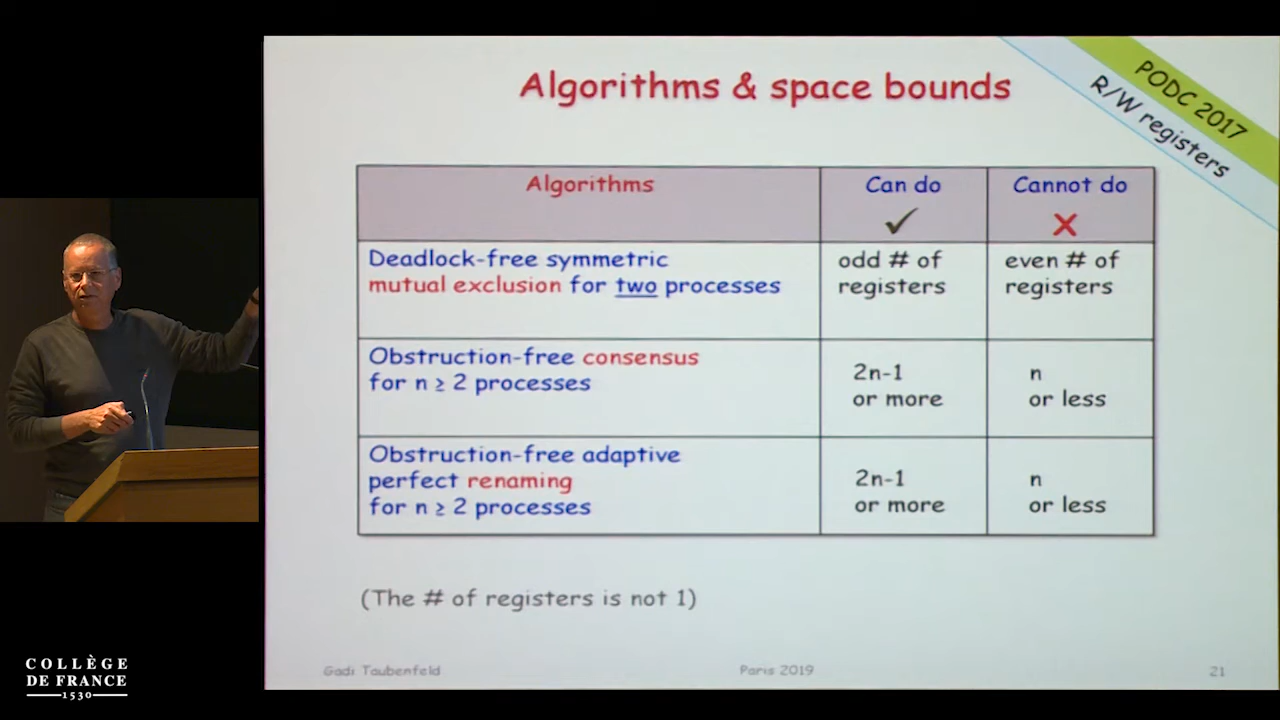 Algorithms & space bounds
PODC 2017
R/W registers
Algorithms
Can do
✓
Cannot do
✗
Deadlock-free symmetric
mutual exclusion for two processes
odd # of
registers
even # of
registers
Obstruction-free consensus
for n ≥ 2 processes
2n-1
or more
n
or less
Obstruction-free adaptive
perfect renaming
for n ≥ 2 processes
2n-1
or more
n
or less
(The # of registers is not 1)
Gadi Taubenfeld
Paris 2019
21
COLLÈGE
DE FRANCE
1530